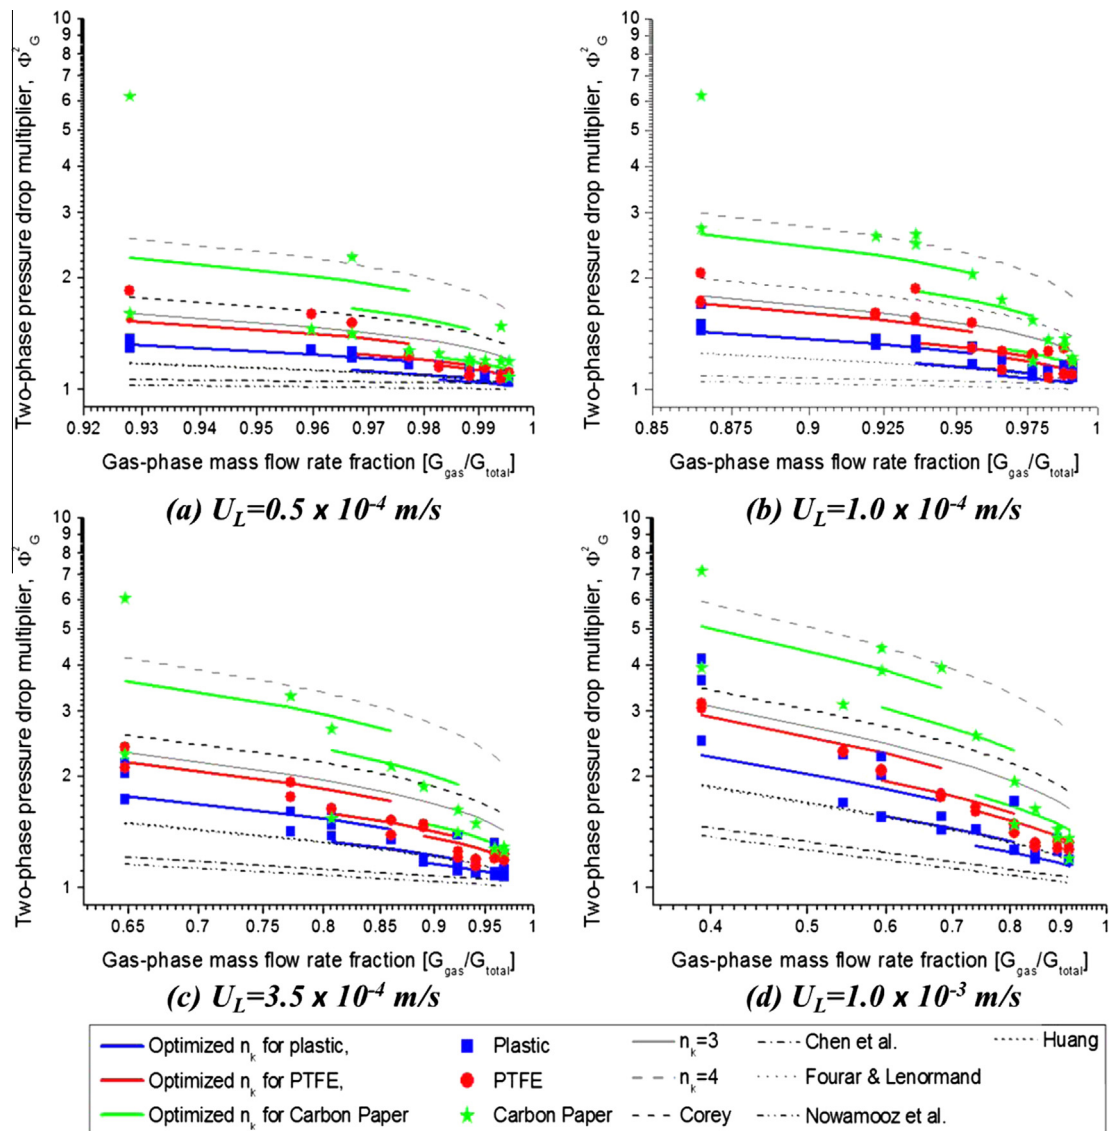 Two-phase pressure drop multiplier, Φ²G
10
9
8
7
6
5
4
3
2
1
0.92 0.93 0.94 0.95 0.96 0.97 0.98 0.99 1
Gas-phase mass flow rate fraction [Ggas/Gtotal]
(a) UL=0.5 x 10-4 m/s
Two-phase pressure drop multiplier, Φ²G
10
9
8
7
6
5
4
3
2
1
0.85 0.875 0.9 0.925 0.95 0.975 1
Gas-phase mass flow rate fraction [Ggas/Gtotal]
(b) UL=1.0 x 10-4 m/s
Two-phase pressure drop multiplier, Φ²G
10
9
8
7
6
5
4
3
2
1
0.65 0.7 0.75 0.8 0.85 0.9 0.95 1
Gas-phase mass flow rate fraction [Ggas/Gtotal]
(c) UL=3.5 x 10-4 m/s
Two-phase pressure drop multiplier, Φ²G
10
9
8
7
6
5
4
3
2
1
0.4 0.5 0.6 0.7 0.8 0.9 1
Gas-phase mass flow rate fraction [Ggas/Gtotal]
(d) UL=1.0 x 10-3 m/s
Optimized nk for plastic,
Optimized nk for PTFE,
Optimized nk for Carbon Paper
Plastic
PTFE
Carbon Paper
nk=3
nk=4
Corey
Chen et al.
Fourar & Lenormand
Nowamooz et al.
Huang